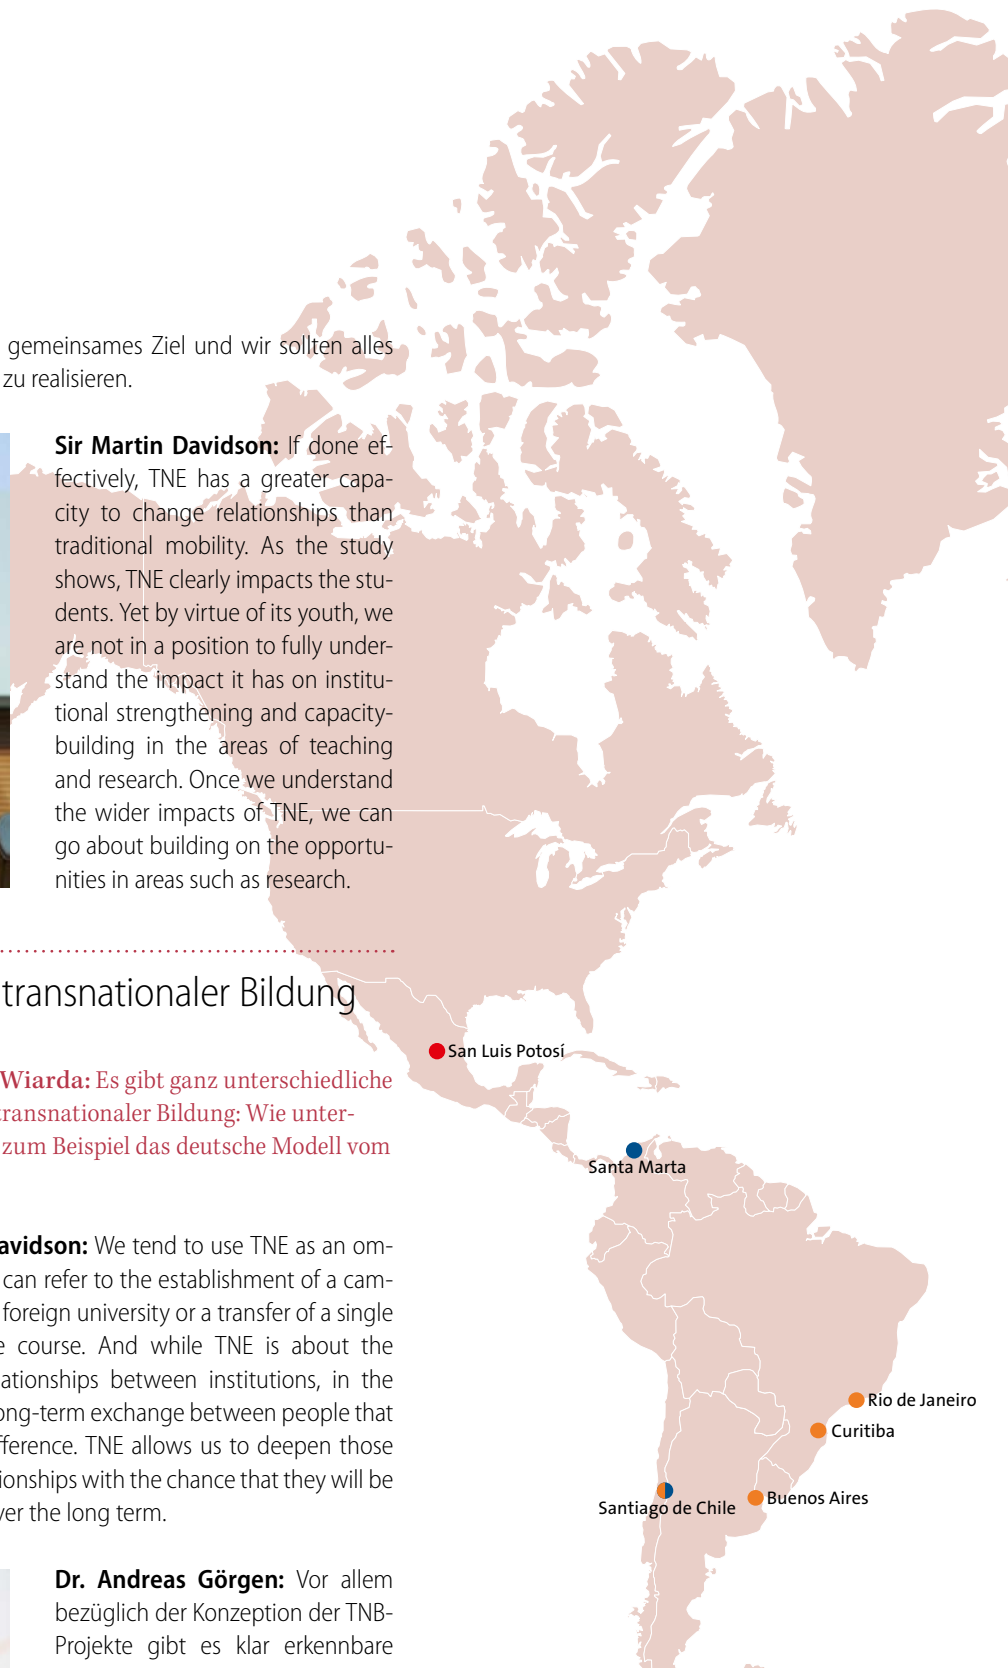 gemeinsames Ziel und wir sollten alles
zu realisieren.
Sir Martin Davidson: If done ef-
fectively, TNE has a greater capa-
city to change relationships than
traditional mobility. As the study
shows, TNE clearly impacts the stu-
dents. Yet by virtue of its youth, we
are not in a position to fully under-
stand the impact it has on institu-
tional strengthening and capacity-
building in the areas of teaching
and research. Once we understand
the wider impacts of TNE, we can
go about building on the opportu-
nities in areas such as research.
transnationaler Bildung
Wiarda: Es gibt ganz unterschiedliche
transnationaler Bildung: Wie unter-
zum Beispiel das deutsche Modell vom
avidson: We tend to use TNE as an om-
can refer to the establishment of a cam-
foreign university or a transfer of a single
e course. And while TNE is about the
ationships between institutions, in the
ong-term exchange between people that
fference. TNE allows us to deepen those
ionships with the chance that they will be
ver the long term.
Dr. Andreas Görgen: Vor allem
bezüglich der Konzeption der TNB-
Projekte gibt es klar erkennbare
San Luis Potosí
Santa Marta
Rio de Janeiro
Curitiba
Buenos Aires
Santiago de Chile